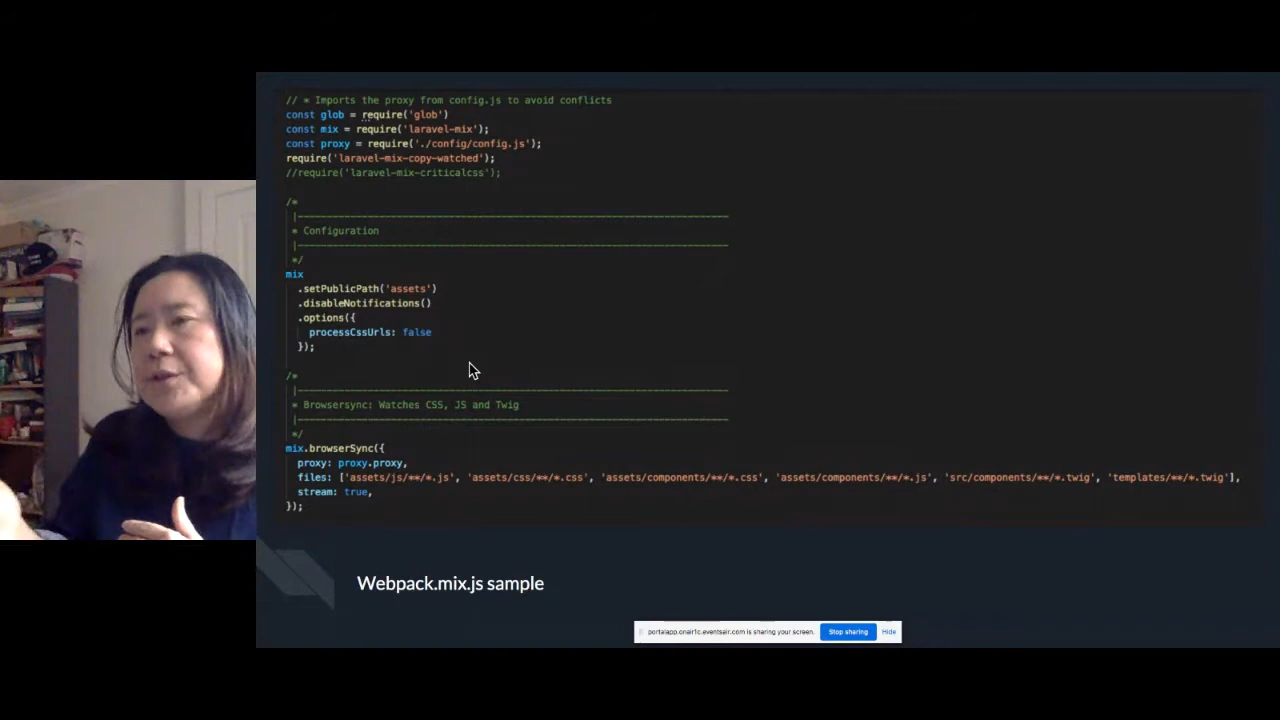 // * Imports the proxy from config.js to avoid conflicts
const glob = require('glob')
const mix = require('laravel-mix');
const proxy = require('./config/config.js');
require('laravel-mix-copy-watched');
//require('laravel-mix-criticalcss');
/*
|--------------------------------------------------------------------------
* Configuration
|--------------------------------------------------------------------------
*/
mix
.setPublicPath('assets')
.disableNotifications()
.options({
processCssUrls: false
});
/*
|--------------------------------------------------------------------------
* Browsersync: Watches CSS, JS and Twig
|--------------------------------------------------------------------------
*/
mix.browserSync({
proxy: proxy.proxy,
files: ['assets/js/**/*.js', 'assets/css/**/*.css', 'assets/components/**/*.css', 'assets/components/**/*.js', 'src/components/**/*.twig', 'templates/**/*.twig'],
stream: true,
});
Webpack.mix.js sample
portalapp.onair1c.eventsair.com is sharing your screen. Stop sharing Hide